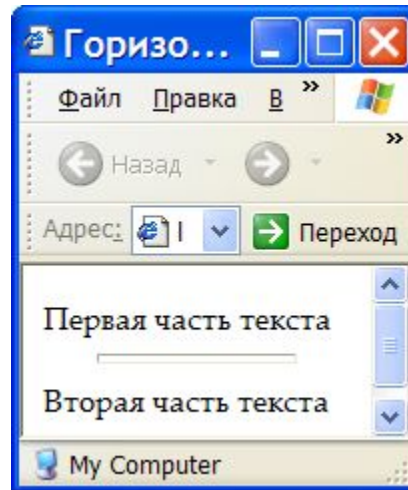 Горизо...
Файл Правка В »
Назад »
Адрес: Переход
Первая часть текста
Вторая часть текста
My Computer